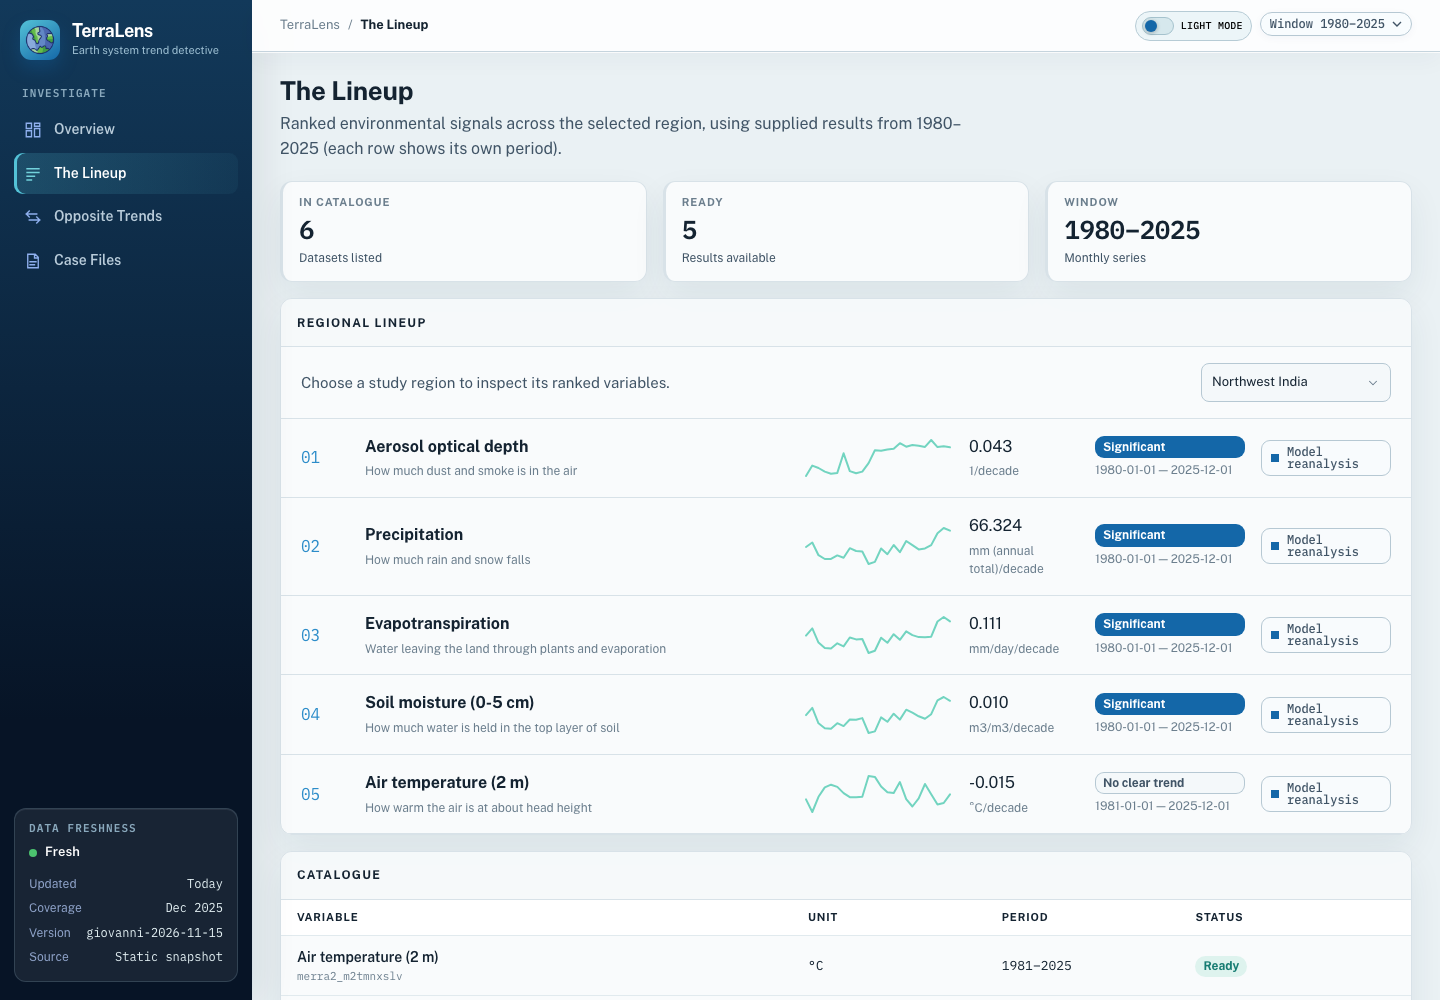 TerraLens
Earth system trend detective
INVESTIGATE
Overview
The Lineup
Opposite Trends
Case Files
DATA FRESHNESS
Fresh
Updated Today
Coverage Dec 2025
Version giovanni-2026-11-15
Source Static snapshot
TerraLens / The Lineup
LIGHT MODE
Window 1980–2025
The Lineup
Ranked environmental signals across the selected region, using supplied results from 1980–
2025 (each row shows its own period).
IN CATALOGUE
6
Datasets listed
READY
5
Results available
WINDOW
1980–2025
Monthly series
REGIONAL LINEUP
Choose a study region to inspect its ranked variables.
Northwest India
01
Aerosol optical depth
How much dust and smoke is in the air
0.043
1/decade
Significant
1980-01-01 — 2025-12-01
Model
reanalysis
02
Precipitation
How much rain and snow falls
66.324
mm (annual
total)/decade
Significant
1980-01-01 — 2025-12-01
Model
reanalysis
03
Evapotranspiration
Water leaving the land through plants and evaporation
0.111
mm/day/decade
Significant
1980-01-01 — 2025-12-01
Model
reanalysis
04
Soil moisture (0-5 cm)
How much water is held in the top layer of soil
0.010
m3/m3/decade
Significant
1980-01-01 — 2025-12-01
Model
reanalysis
05
Air temperature (2 m)
How warm the air is at about head height
-0.015
°C/decade
No clear trend
1981-01-01 — 2025-12-01
Model
reanalysis
CATALOGUE
VARIABLE UNIT PERIOD STATUS
Air temperature (2 m)
merra2_m2tmnxslv
°C
1981–2025
Ready